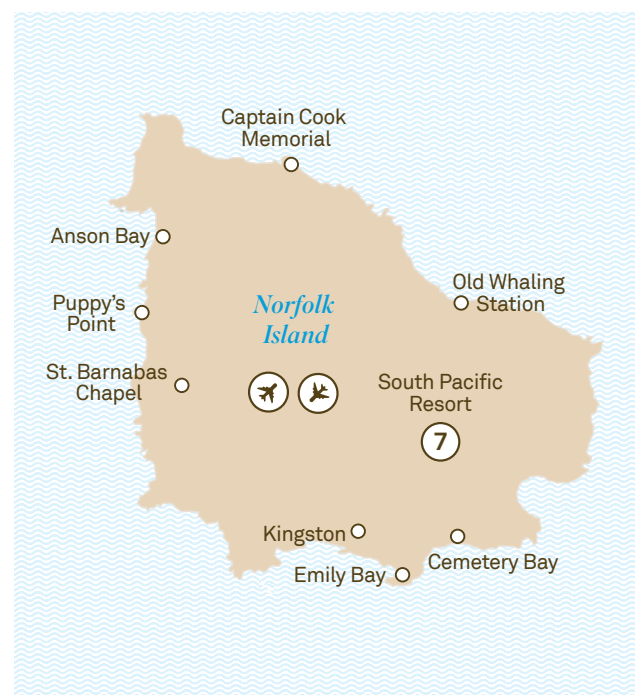 Captain Cook
Memorial
Anson Bay
Old Whaling
Station
Puppy's
Point
Norfolk
Island
St. Barnabas
Chapel
South Pacific
Resort
7
Kingston
Emily Bay
Cemetery Bay